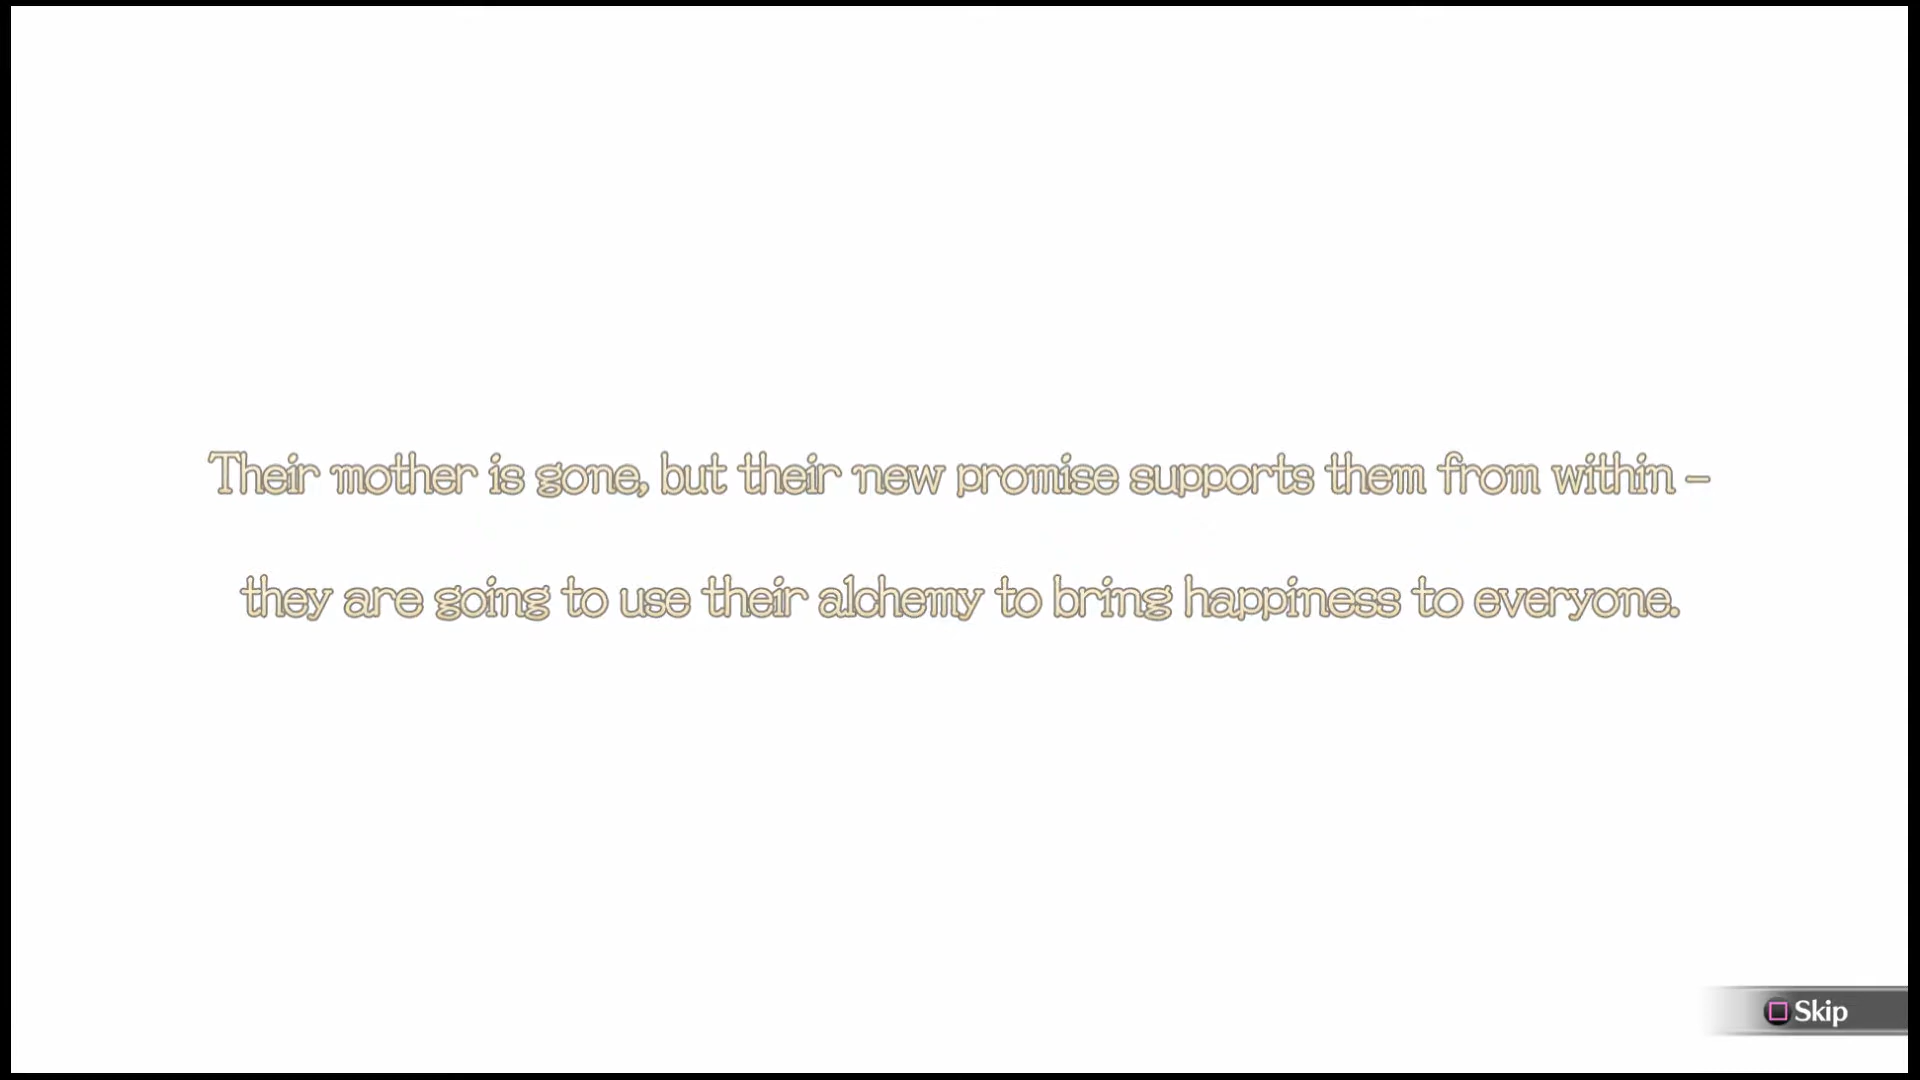 Their mother is gone, but their new promise supports them from within –
they are going to use their alchemy to bring happiness to everyone.
Skip